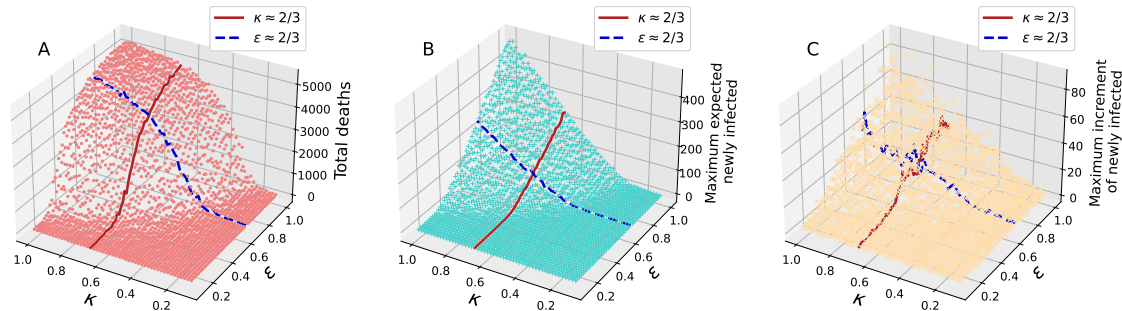 A
κ ≈ 2/3
ε ≈ 2/3
Total deaths
5000
4000
3000
2000
1000
0
1.0
0.8
0.6
0.4
0.2
κ
0.2
0.4
0.6
0.8
1.0
ε
B
κ ≈ 2/3
ε ≈ 2/3
Maximum expected
newly infected
400
300
200
100
0
1.0
0.8
0.6
0.4
0.2
κ
0.2
0.4
0.6
0.8
1.0
ε
C
κ ≈ 2/3
ε ≈ 2/3
Maximum increment
of newly infected
80
60
40
20
0
1.0
0.8
0.6
0.4
0.2
κ
0.2
0.4
0.6
0.8
1.0
ε